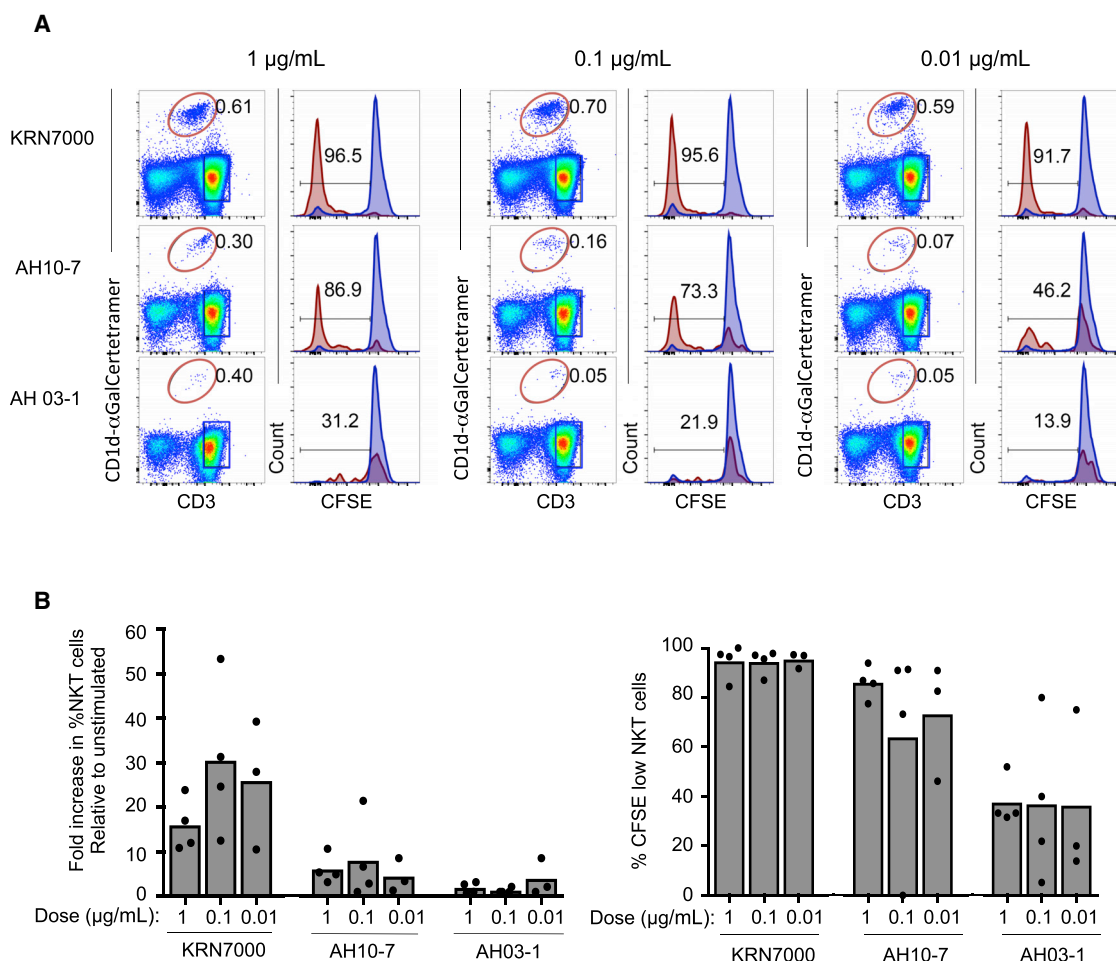 A
1 µg/mL 0.1 µg/mL 0.01 µg/mL
KRN7000
0.61 96.5 0.70 95.6 0.59 91.7
AH10-7
0.30 86.9 0.16 73.3 0.07 46.2
AH 03-1
0.40 31.2 0.05 21.9 0.05 13.9
CD1d-αGalCertetramer Count CD1d-αGalCertetramer Count CD1d-αGalCertetramer Count
CD3 CFSE CD3 CFSE CD3 CFSE
B
Fold increase in %NKT cells
Relative to unstimulated
60
50
40
30
20
10
0
Dose (µg/mL): 1 0.1 0.01 1 0.1 0.01 1 0.1 0.01
KRN7000 AH10-7 AH03-1
% CFSE low NKT cells
100
80
60
40
20
0
Dose (µg/mL): 1 0.1 0.01 1 0.1 0.01 1 0.1 0.01
KRN7000 AH10-7 AH03-1